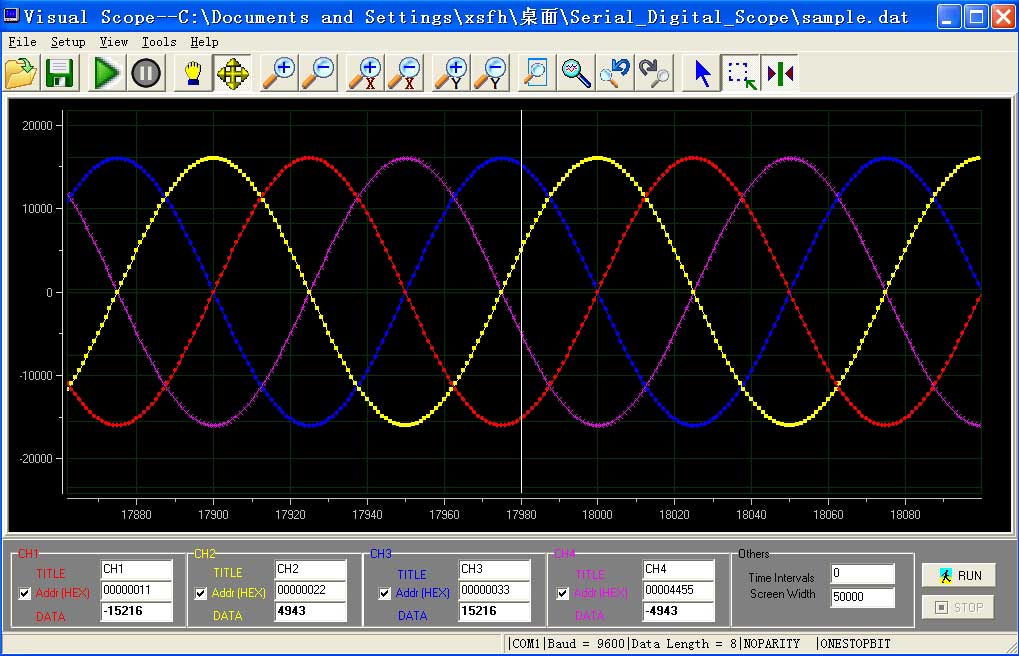 Visual Scope--C:\Documents and Settings\xsfh\桌面\Serial_Digital_Scope\sample.dat
File Setup View Tools Help
X X Y Y
20000
10000
0
-10000
-20000
17880 17900 17920 17940 17960 17980 18000 18020 18040 18060 18080
CH1 CH2 CH3 CH4 Others
TITLE CH1 TITLE CH2 TITLE CH3 TITLE CH4 Time Intervals 0 RUN
Addr (HEX) 00000011 Addr (HEX) 00000022 Addr (HEX) 00000033 Addr (HEX) 00004455 Screen Width 50000
DATA -15216 DATA 4943 DATA 15216 DATA -4943 STOP
|COM1|Baud = 9600|Data Length = 8|NOPARITY |ONESTOPBIT